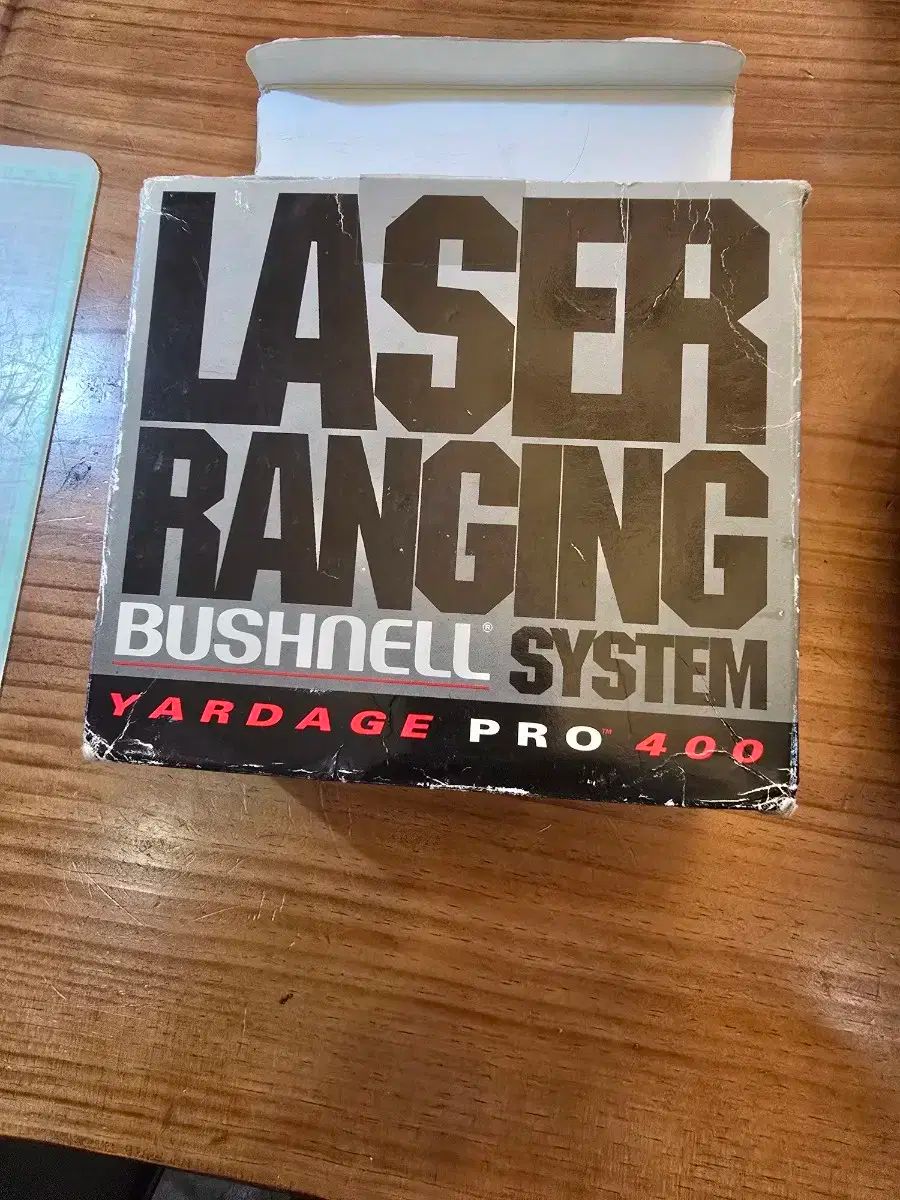 LASER
RANGING
BUSHNELL® SYSTEM
YARDAGE PRO™ 400